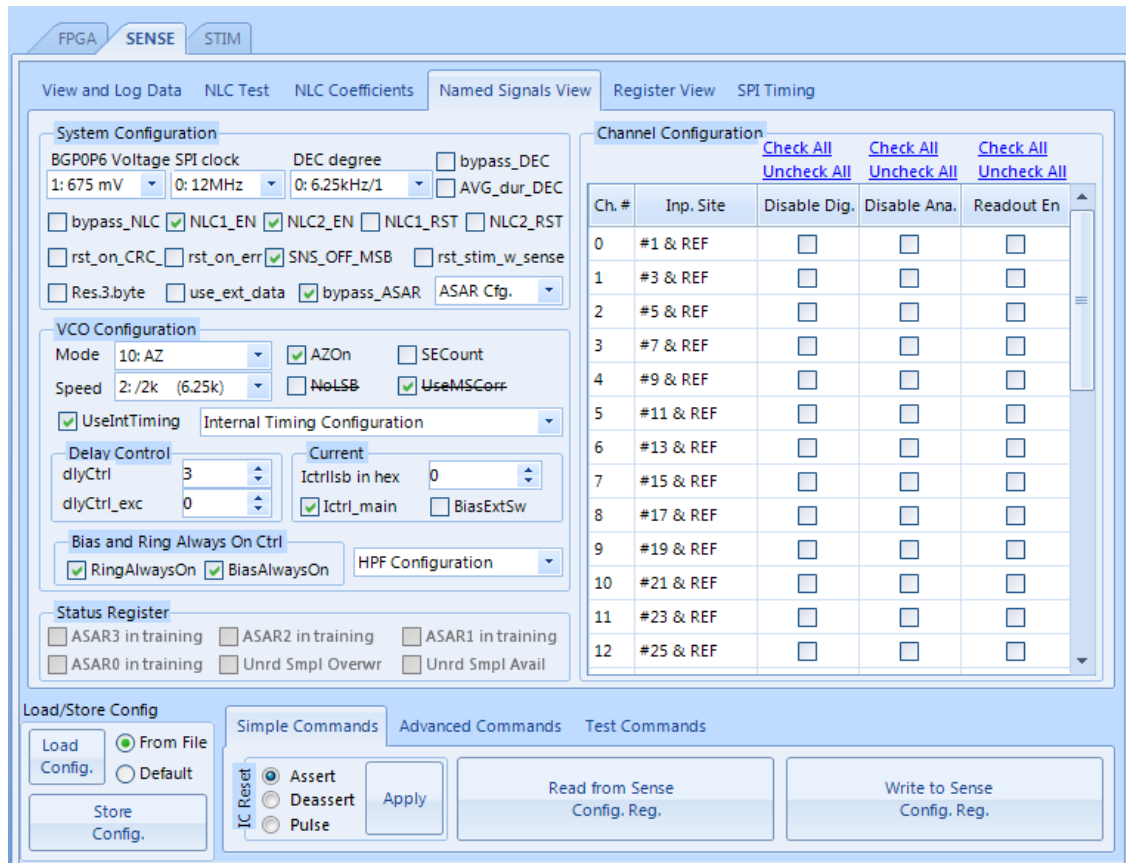 FPGA SENSE STIM
View and Log Data NLC Test NLC Coefficients Named Signals View Register View SPI Timing
System Configuration
BGP0P6 Voltage SPI clock DEC degree bypass_DEC
1: 675 mV 0: 12MHz 0: 6.25kHz/1 AVG_dur_DEC
bypass_NLC NLC1_EN NLC2_EN NLC1_RST NLC2_RST
rst_on_CRC_ rst_on_err SNS_OFF_MSB rst_stim_w_sense
Res.3.byte use_ext_data bypass_ASAR ASAR Cfg.
VCO Configuration
Mode 10: AZ AZOn SECount
Speed 2: /2k (6.25k) NoLSB UseMSCorr
UseIntTiming Internal Timing Configuration
Delay Control
dlyCtrl 3
dlyCtrl_exc 0
Current
Ictrllsb in hex 0
Ictrl_main BiasExtSw
Bias and Ring Always On Ctrl
RingAlwaysOn BiasAlwaysOn HPF Configuration
Status Register
ASAR3 in training ASAR2 in training ASAR1 in training
ASAR0 in training Unrd Smpl Overwr Unrd Smpl Avail
Channel Configuration
Check All Check All Check All
Uncheck All Uncheck All Uncheck All
Ch. # Inp. Site Disable Dig. Disable Ana. Readout En
0 #1 & REF
1 #3 & REF
2 #5 & REF
3 #7 & REF
4 #9 & REF
5 #11 & REF
6 #13 & REF
7 #15 & REF
8 #17 & REF
9 #19 & REF
10 #21 & REF
11 #23 & REF
12 #25 & REF
Load/Store Config
Load
Config.
From File
Default
Store
Config.
Simple Commands Advanced Commands Test Commands
IC Reset
Assert
Deassert
Pulse
Apply
Read from Sense
Config. Reg.
Write to Sense
Config. Reg.